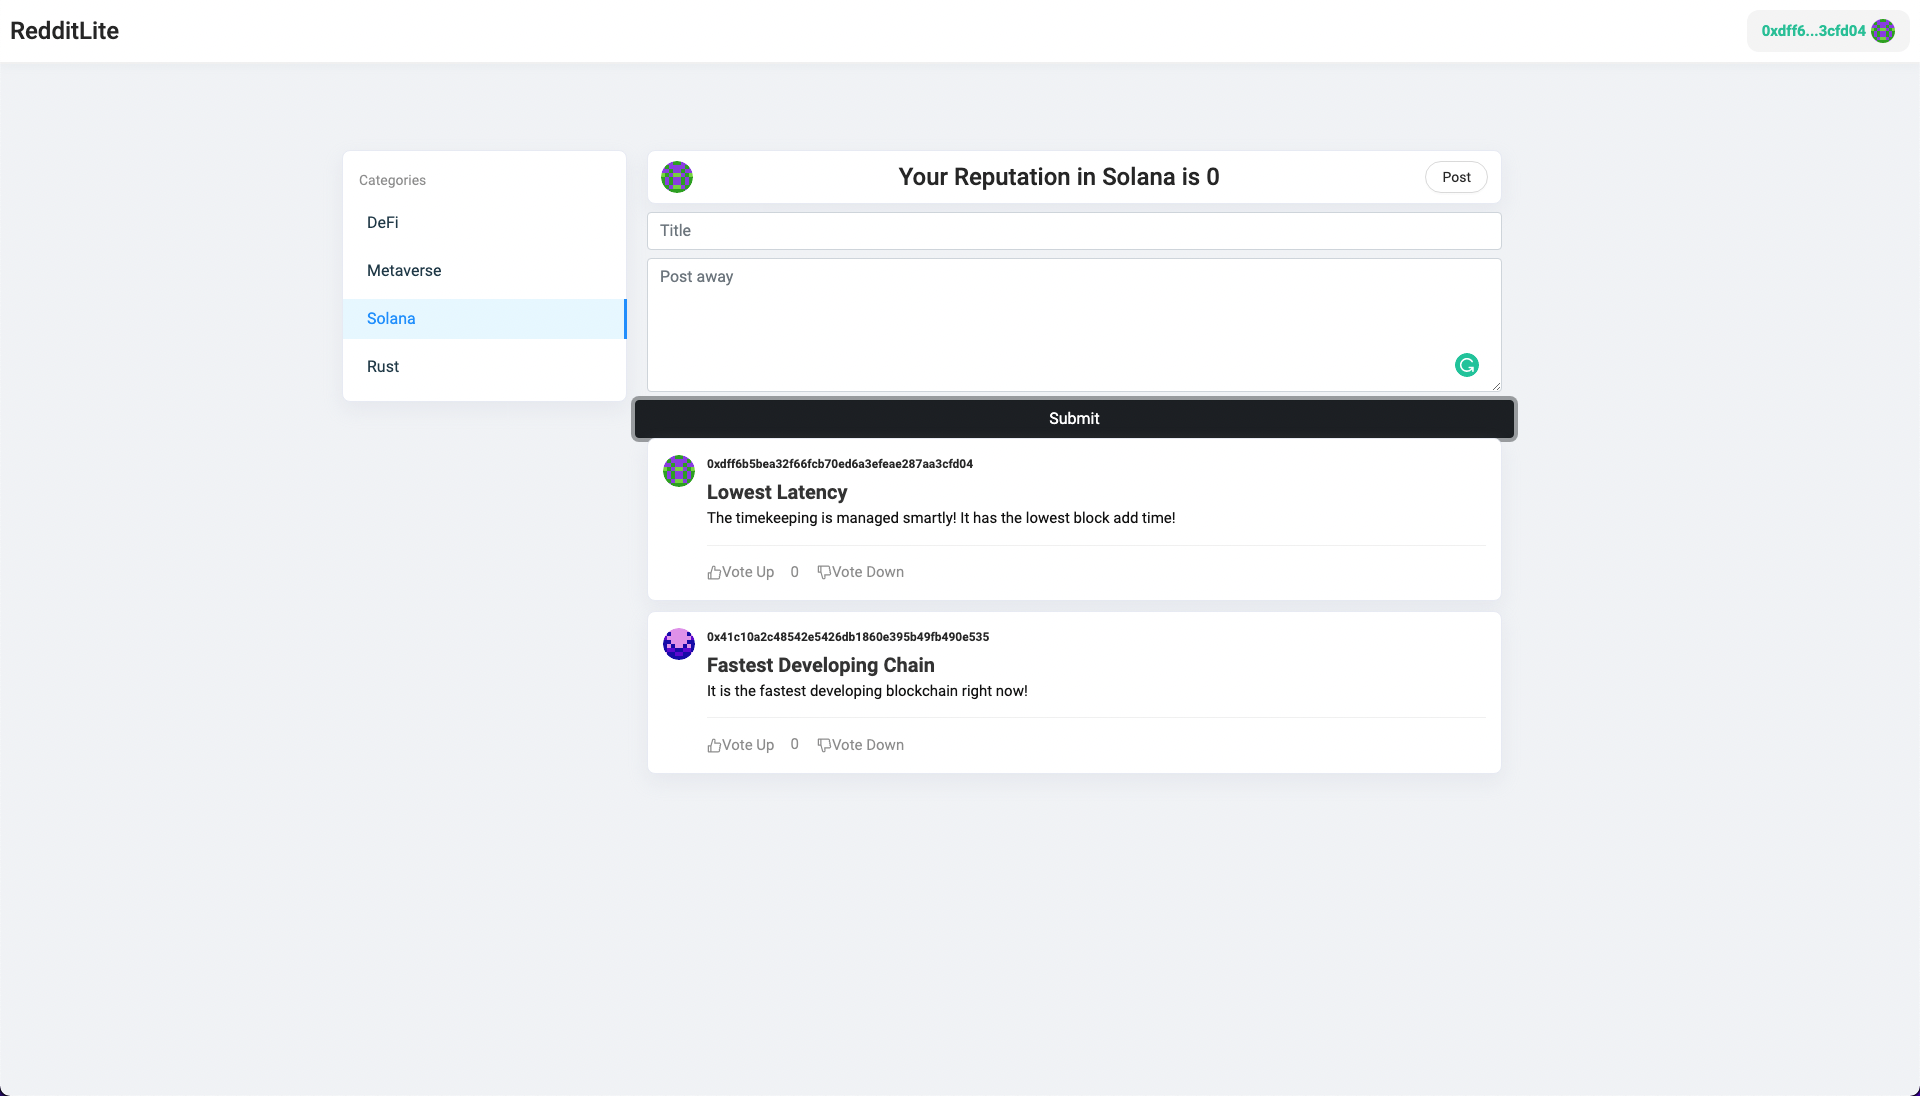 RedditLite
0xdff6...3cfd04
Categories
DeFi
Metaverse
Solana
Rust
Your Reputation in Solana is 0
Post
Title
Post away
Submit
0xdff6b5bea32f66fcb70ed6a3efeae287aa3cfd04
Lowest Latency
The timekeeping is managed smartly! It has the lowest block add time!
Vote Up 0 Vote Down
0x41c10a2c48542e5426db1860e395b49fb490e535
Fastest Developing Chain
It is the fastest developing blockchain right now!
Vote Up 0 Vote Down